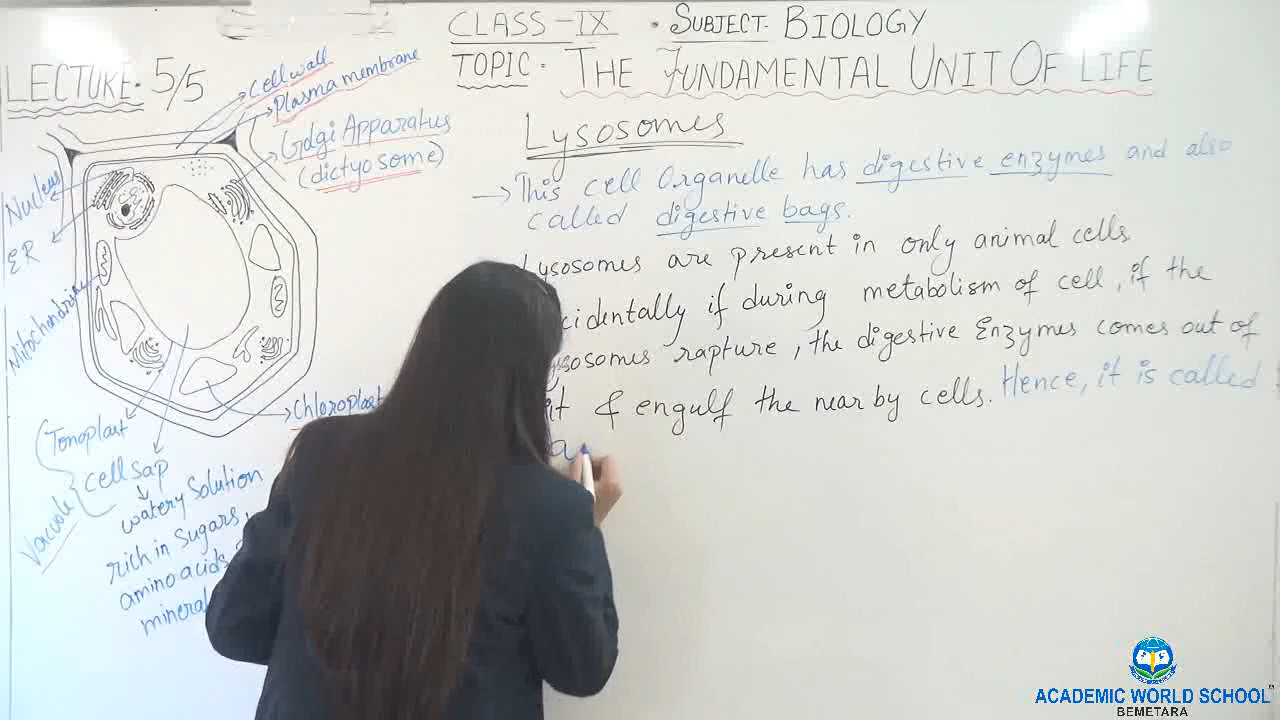 CLASS - IX • SUBJECT. BIOLOGY
TOPIC. THE FUNDAMENTAL UNIT OF LIFE
LECTURE. 5/5
Cell wall
Plasma membrane
Golgi Apparatus
(dictyosome)
Nucleus
ER
Mitochondria
Chloroplast
Tonoplast
Cell Sap
Vacuole
watery Solution
rich in Sugars,
amino acids
mineral
Lysosomes
→ This cell Organelle has digestive enzymes and also
called digestive bags.
Lysosomes are present in only animal cells.
cidentally if during metabolism of cell, if the
ysosomes rapture, the digestive Enzymes comes out of
it & engulf the near by cells. Hence, it is called
a
ACADEMIC WORLD SCHOOL
BEMETARA